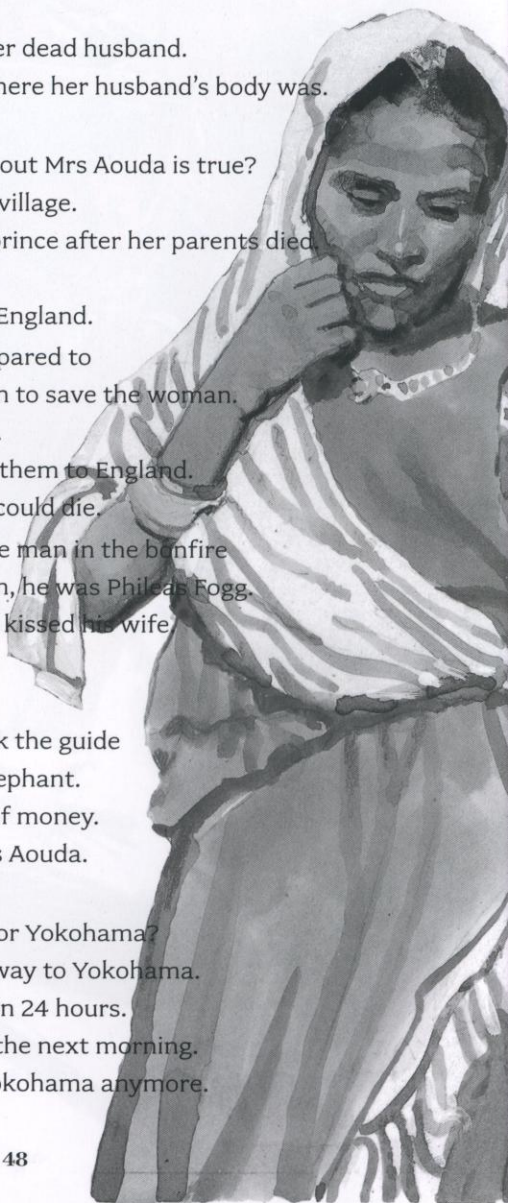 er dead husband.
here her husband's body was.
out Mrs Aouda is true?
village.
prince after her parents died.
England.
pared to
n to save the woman.
.
them to England.
could die.
e man in the bonfire
n, he was Phileas Fogg.
kissed his wife.
k the guide
ephant.
f money.
s Aouda.
or Yokohama?
way to Yokohama.
n 24 hours.
the next morning.
okohama anymore.
48